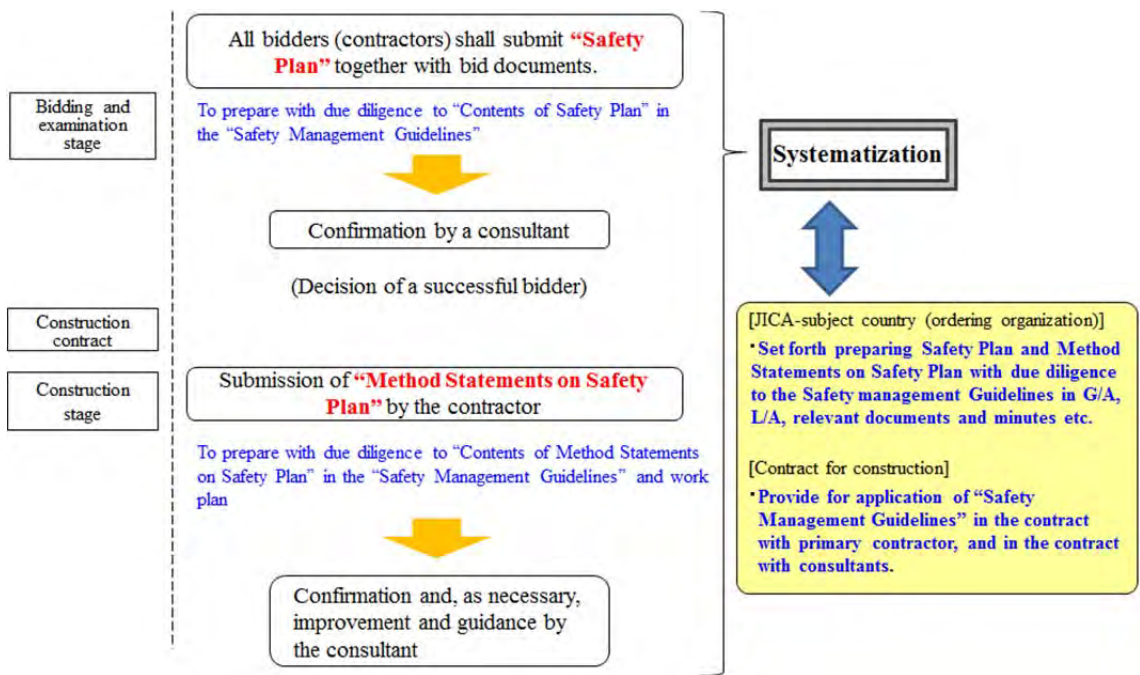 All bidders (contractors) shall submit “Safety
Plan” together with bid documents.
Bidding and
examination
stage
To prepare with due diligence to “Contents of Safety Plan” in
the “Safety Management Guidelines”
Confirmation by a consultant
(Decision of a successful bidder)
Construction
contract
Construction
stage
Submission of “Method Statements on Safety
Plan” by the contractor
To prepare with due diligence to “Contents of Method Statements
on Safety Plan” in the “Safety Management Guidelines” and work
plan
Confirmation and, as necessary,
improvement and guidance by
the consultant
Systematization
[JICA-subject country (ordering organization)]
・Set forth preparing Safety Plan and Method
Statements on Safety Plan with due diligence
to the Safety management Guidelines in G/A,
L/A, relevant documents and minutes etc.
[Contract for construction]
・Provide for application of “Safety
Management Guidelines” in the contract
with primary contractor, and in the contract
with consultants.